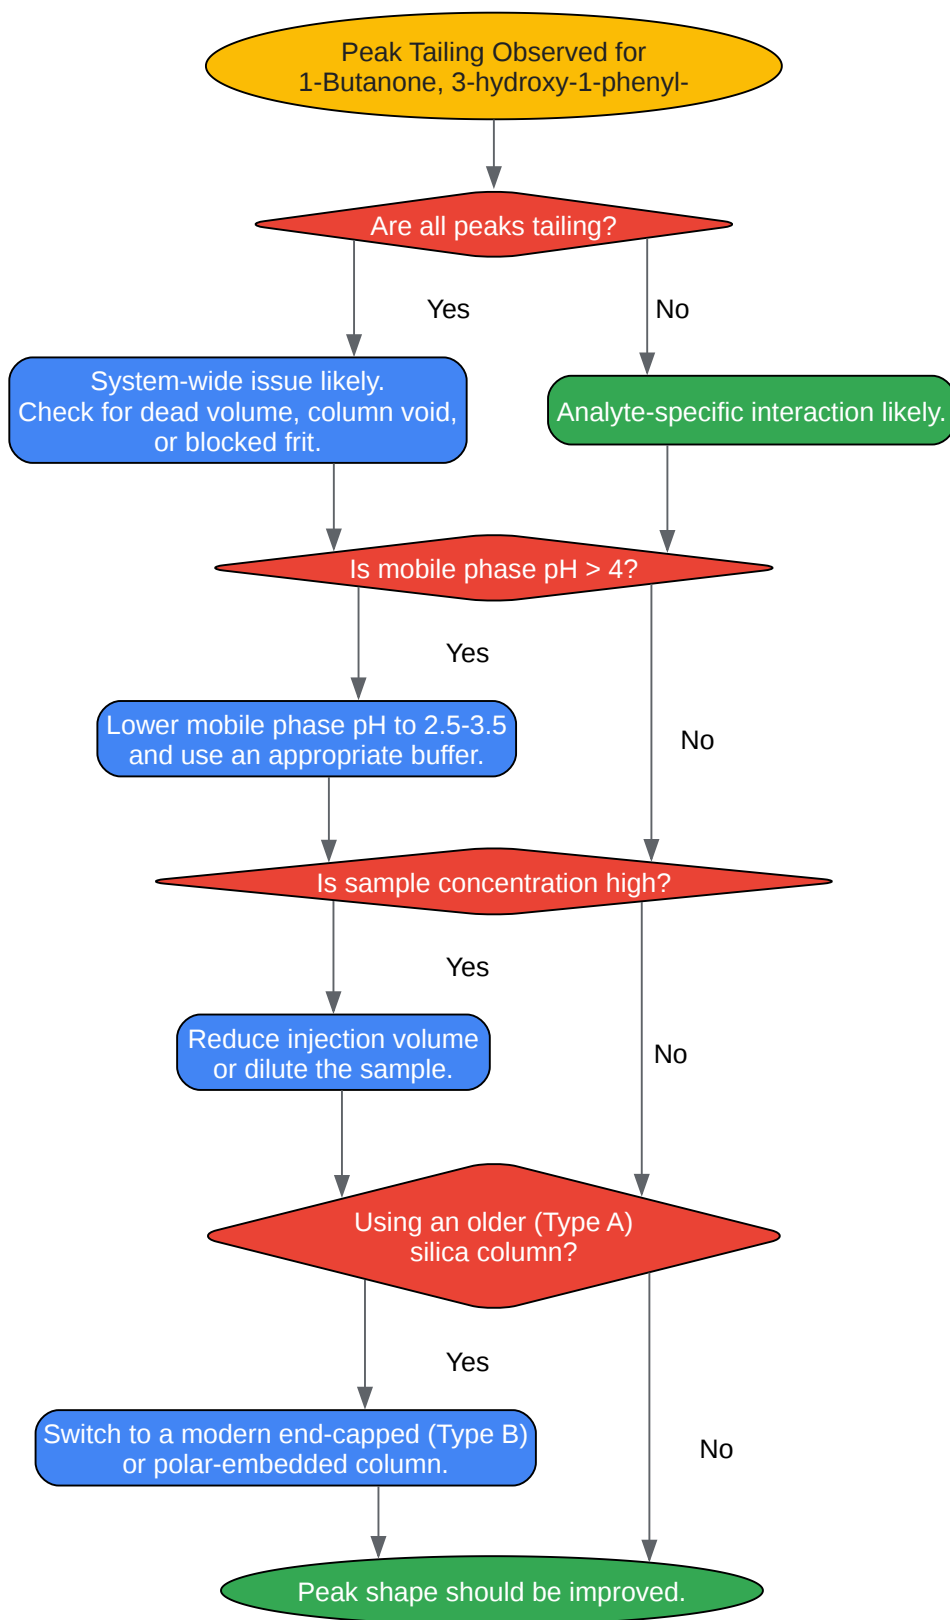 Peak Tailing Observed for
1-Butanone, 3-hydroxy-1-phenyl-
Are all peaks tailing?
Yes
No
System-wide issue likely.
Check for dead volume, column void,
or blocked frit.
Analyte-specific interaction likely.
Is mobile phase pH > 4?
Yes
Lower mobile phase pH to 2.5-3.5
and use an appropriate buffer.
No
Is sample concentration high?
Yes
Reduce injection volume
or dilute the sample.
No
Using an older (Type A)
silica column?
Yes
Switch to a modern end-capped (Type B)
or polar-embedded column.
No
Peak shape should be improved.